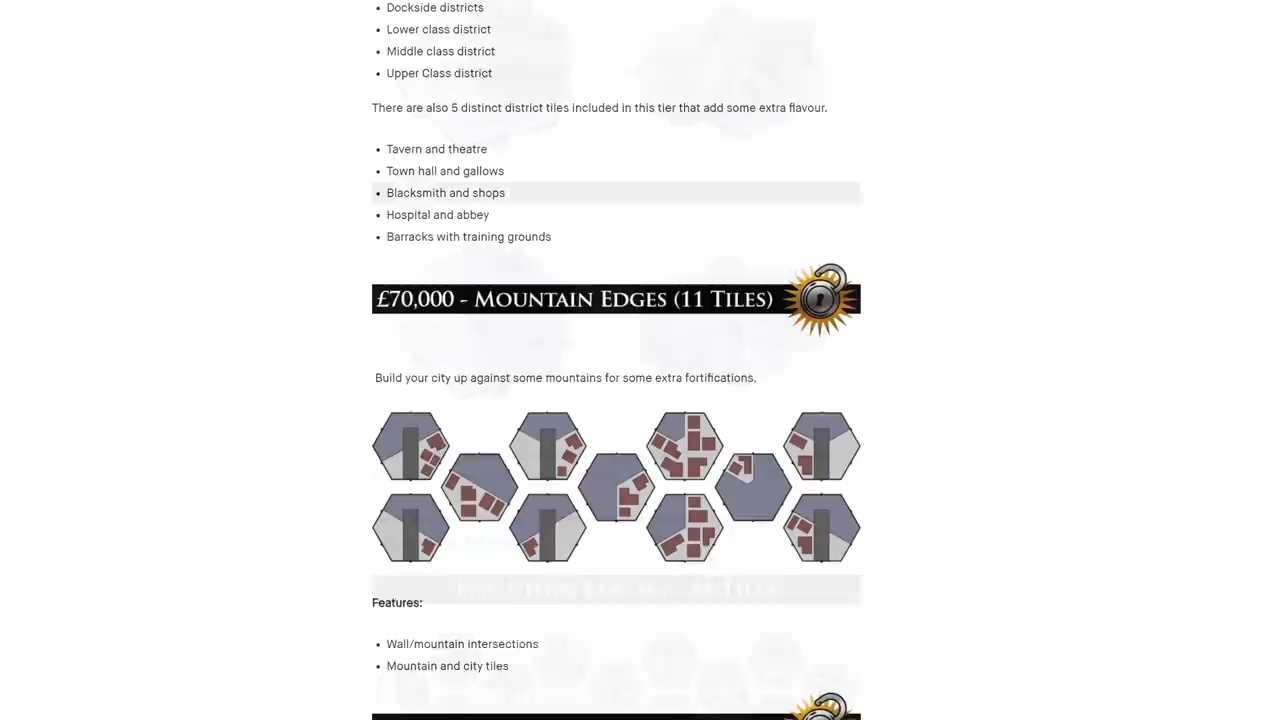 Dockside districts
Lower class district
Middle class district
Upper Class district
There are also 5 distinct district tiles included in this tier that add some extra flavour.
Tavern and theatre
Town hall and gallows
Blacksmith and shops
Hospital and abbey
Barracks with training grounds
£70,000 - Mountain Edges (11 Tiles)
Build your city up against some mountains for some extra fortifications.
Features:
Wall/mountain intersections
Mountain and city tiles